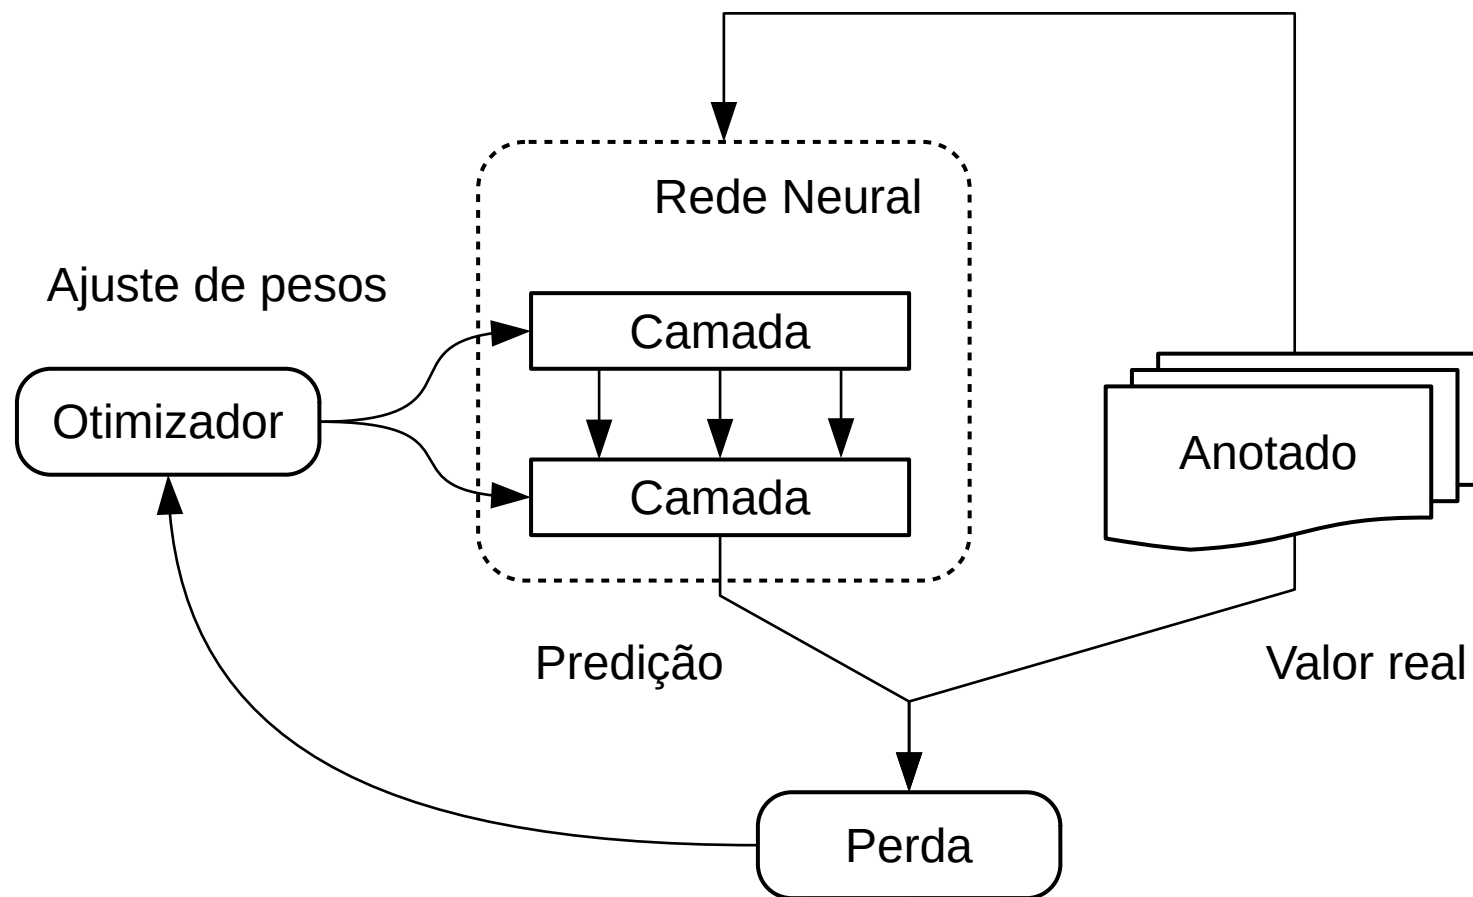 Rede Neural
Ajuste de pesos
Camada
Otimizador
Anotado
Camada
Predição
Valor real
Perda